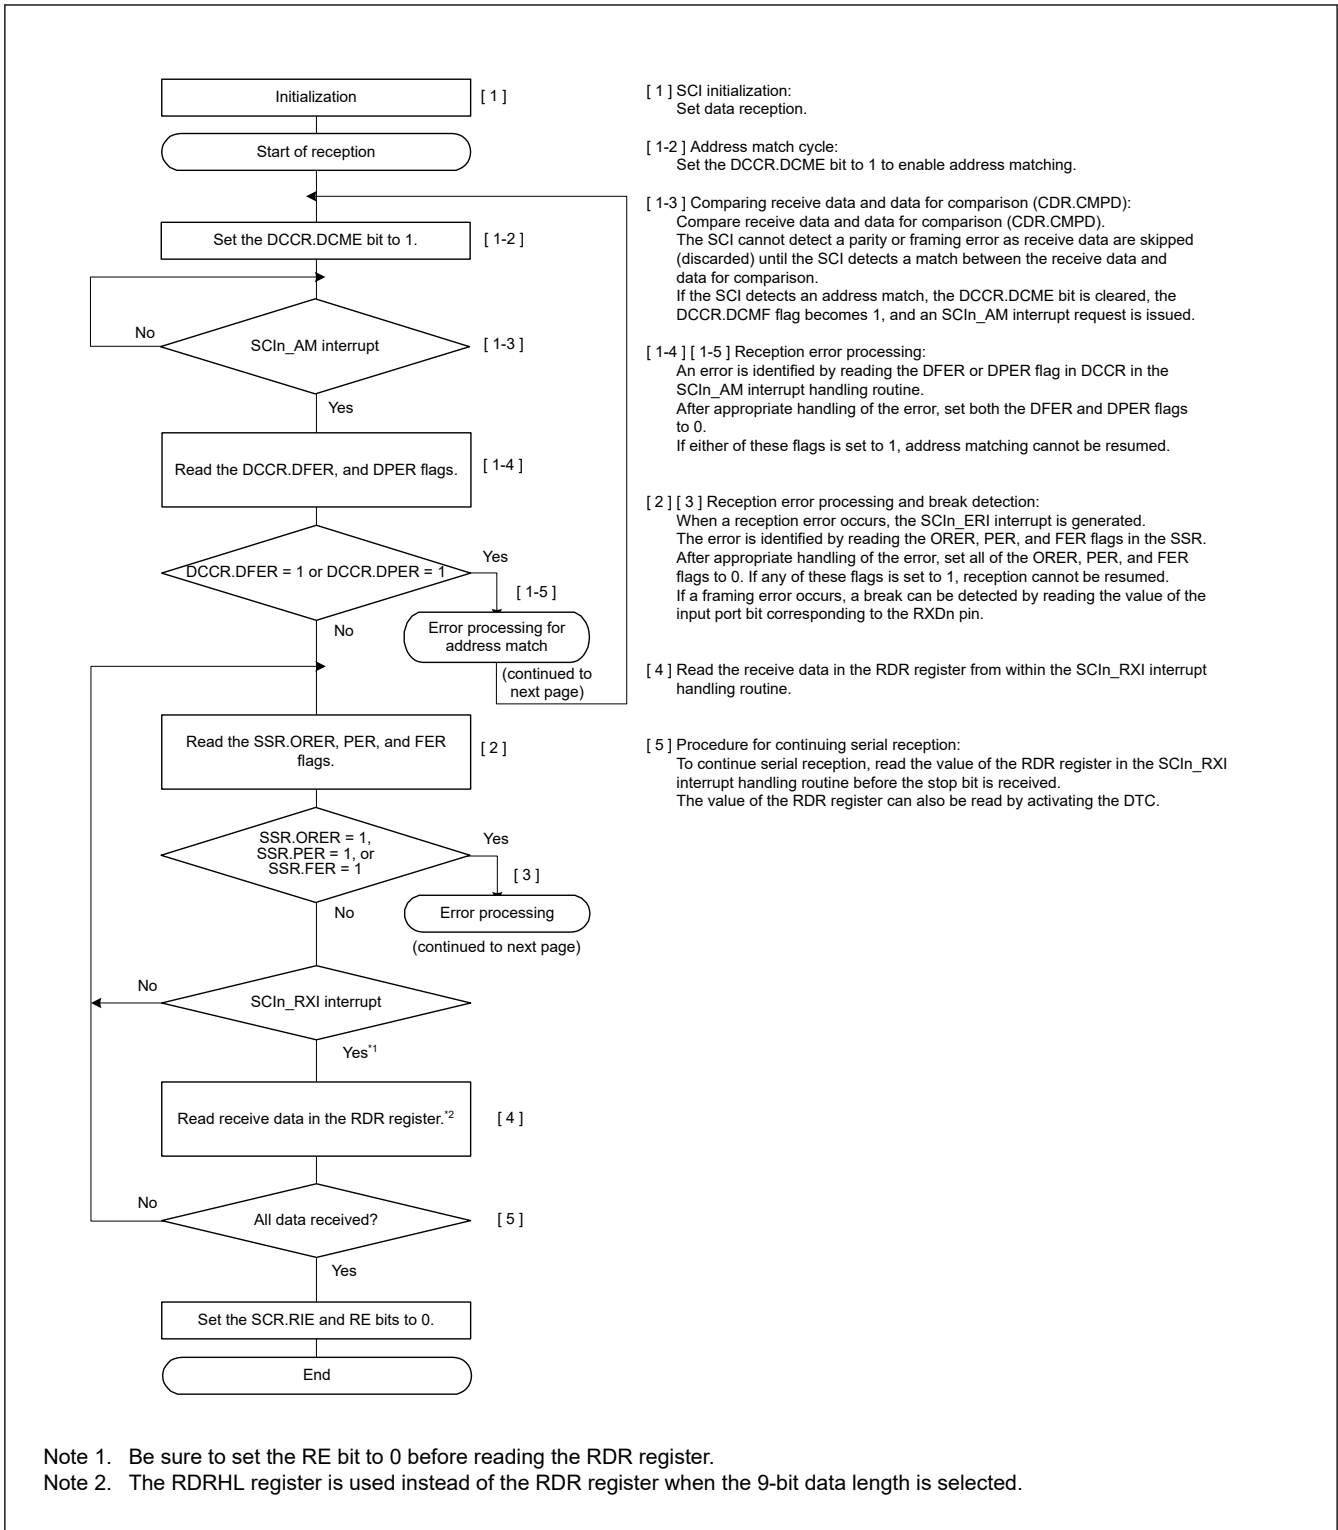 Initialization
[ 1 ]
Start of reception
Set the DCCR.DCME bit to 1.
[ 1-2 ]
No
SCIn_AM interrupt
[ 1-3 ]
Yes
Read the DCCR.DFER, and DPER flags.
[ 1-4 ]
DCCR.DFER = 1 or DCCR.DPER = 1
Yes
[ 1-5 ]
No
Error processing for
address match
(continued to
next page)
Read the SSR.ORER, PER, and FER
flags.
[ 2 ]
SSR.ORER = 1,
SSR.PER = 1, or
SSR.FER = 1
Yes
[ 3 ]
No
Error processing
(continued to next page)
No
SCIn_RXI interrupt
Yes*1
Read receive data in the RDR register.*2
[ 4 ]
No
All data received?
[ 5 ]
Yes
Set the SCR.RIE and RE bits to 0.
End
[ 1 ] SCI initialization:
Set data reception.
[ 1-2 ] Address match cycle:
Set the DCCR.DCME bit to 1 to enable address matching.
[ 1-3 ] Comparing receive data and data for comparison (CDR.CMPD):
Compare receive data and data for comparison (CDR.CMPD).
The SCI cannot detect a parity or framing error as receive data are skipped
(discarded) until the SCI detects a match between the receive data and
data for comparison.
If the SCI detects an address match, the DCCR.DCME bit is cleared, the
DCCR.DCMF flag becomes 1, and an SCIn_AM interrupt request is issued.
[ 1-4 ] [ 1-5 ] Reception error processing:
An error is identified by reading the DFER or DPER flag in DCCR in the
SCIn_AM interrupt handling routine.
After appropriate handling of the error, set both the DFER and DPER flags
to 0.
If either of these flags is set to 1, address matching cannot be resumed.
[ 2 ] [ 3 ] Reception error processing and break detection:
When a reception error occurs, the SCIn_ERI interrupt is generated.
The error is identified by reading the ORER, PER, and FER flags in the SSR.
After appropriate handling of the error, set all of the ORER, PER, and FER
flags to 0. If any of these flags is set to 1, reception cannot be resumed.
If a framing error occurs, a break can be detected by reading the value of the
input port bit corresponding to the RXDn pin.
[ 4 ] Read the receive data in the RDR register from within the SCIn_RXI interrupt
handling routine.
[ 5 ] Procedure for continuing serial reception:
To continue serial reception, read the value of the RDR register in the SCIn_RXI
interrupt handling routine before the stop bit is received.
The value of the RDR register can also be read by activating the DTC.
Note 1. Be sure to set the RE bit to 0 before reading the RDR register.
Note 2. The RDRHL register is used instead of the RDR register when the 9-bit data length is selected.